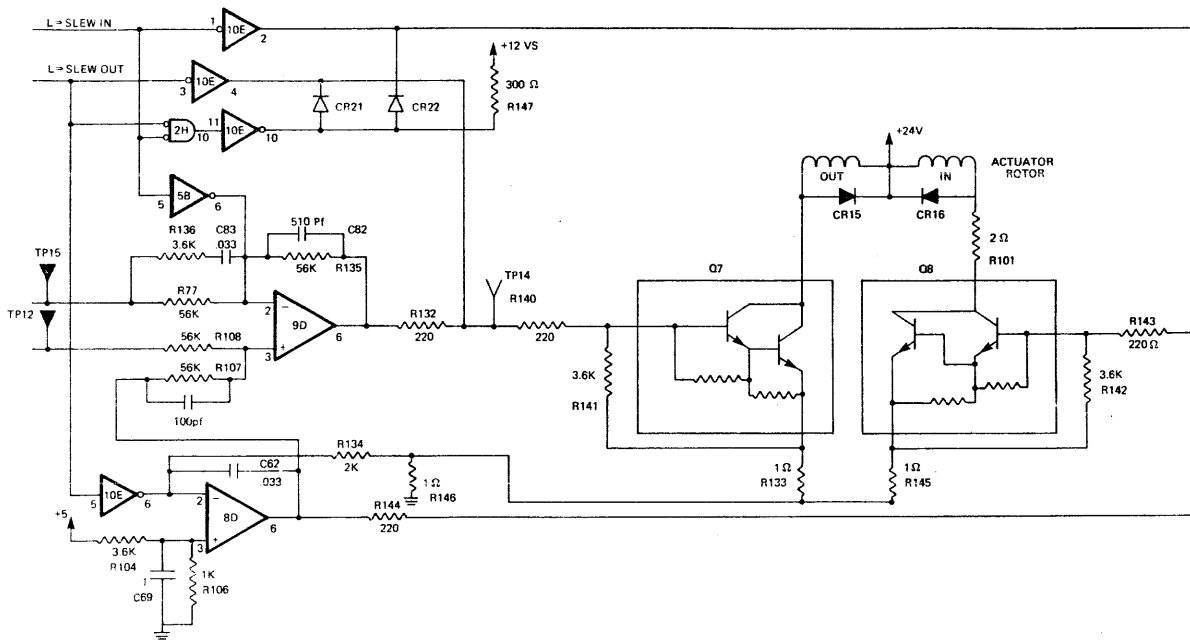 L=SLEW IN
1
10E
2
+12 VS
L=SLEW OUT
3
10E
4
300 Ω
R147
CR21
CR22
2H
10
11
10E
10
+24V
OUT
IN
ACTUATOR
ROTOR
CR15
CR16
5
5B
6
R136
3.6K
C83
.033
510 Pf
C82
56K
R135
2 Ω
R101
TP15
R77
56K
TP12
TP14
R140
Q7
Q8
2
−
9D
+
3
6
R132
220
220
R143
220 Ω
56K
R108
56K
R107
100pf
3.6K
R141
3.6K
R142
R134
2K
C62
.033
1 Ω
R146
1 Ω
R133
1 Ω
R145
5
10E
6
2
−
8D
+
3
6
R144
220
+5
3.6K
R104
1
C69
1K
R106